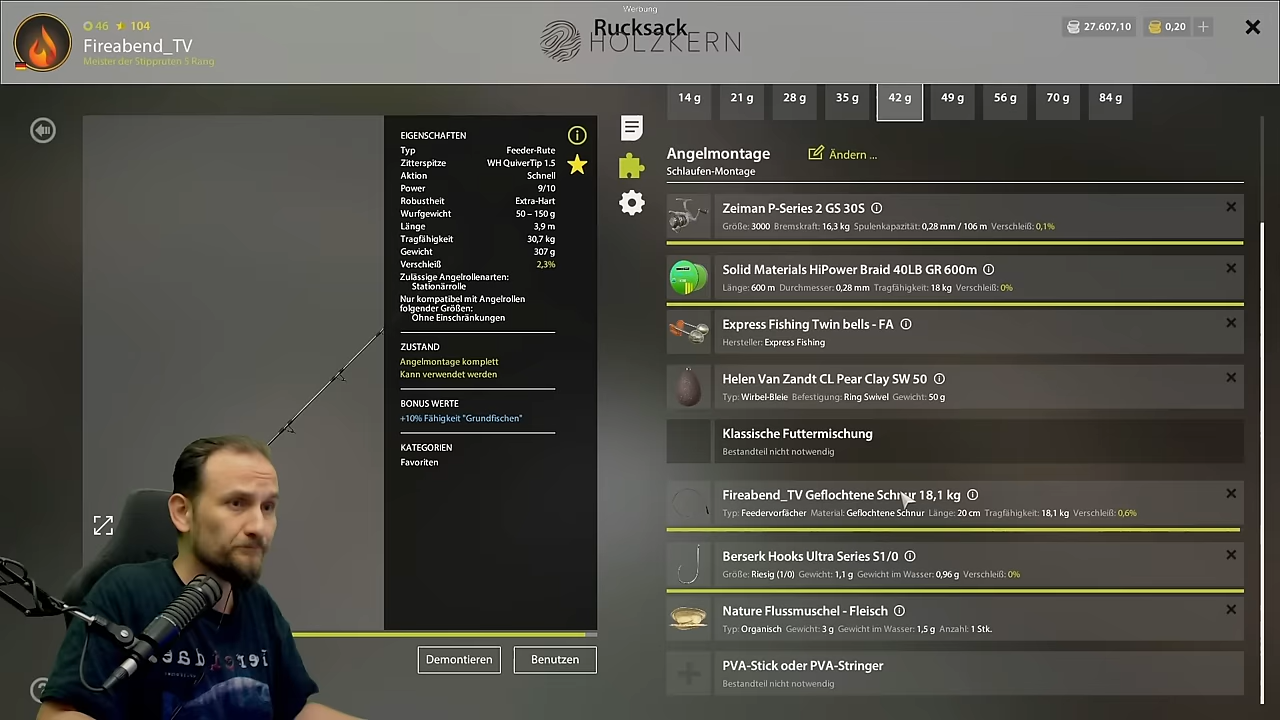 Werbung
Rucksack
HOLZKERN
46 104
Fireabend_TV
Meister der Stippruten 5 Rang
27.607,10
0,20
14 g 21 g 28 g 35 g 42 g 49 g 56 g 70 g 84 g
EIGENSCHAFTEN
Typ Feeder-Rute
Zitterspitze WH QuiverTip 1.5
Aktion Schnell
Power 9/10
Robustheit Extra-Hart
Wurfgewicht 50 – 150 g
Länge 3,9 m
Tragfähigkeit 30,7 kg
Gewicht 307 g
Verschleiß 2,3%
Zulässige Angelrollenarten:
Stationärrolle
Nur kompatibel mit Angelrollen
folgender Größen:
Ohne Einschränkungen
ZUSTAND
Angelmontage komplett
Kann verwendet werden
BONUS WERTE
+10% Fähigkeit "Grundfischen"
KATEGORIEN
Favoriten
Demontieren
Benutzen
Angelmontage
Ändern ...
Schlaufen-Montage
Zeiman P-Series 2 GS 30S
Größe: 3000 Bremskraft: 16,3 kg Spulenkapazität: 0,28 mm / 106 m Verschleiß: 0,1%
Solid Materials HiPower Braid 40LB GR 600m
Länge: 600 m Durchmesser: 0,28 mm Tragfähigkeit: 18 kg Verschleiß: 0%
Express Fishing Twin bells - FA
Hersteller: Express Fishing
Helen Van Zandt CL Pear Clay SW 50
Typ: Wirbel-Bleie Befestigung: Ring Swivel Gewicht: 50 g
Klassische Futtermischung
Bestandteil nicht notwendig
Fireabend_TV Geflochtene Schnur 18,1 kg
Typ: Feedervorfächer Material: Geflochtene Schnur Länge: 20 cm Tragfähigkeit: 18,1 kg Verschleiß: 0,6%
Berserk Hooks Ultra Series S1/0
Größe: Riesig (1/0) Gewicht: 1,1 g Gewicht im Wasser: 0,96 g Verschleiß: 0%
Nature Flussmuschel - Fleisch
Typ: Organisch Gewicht: 3 g Gewicht im Wasser: 1,5 g Anzahl: 1 Stk.
PVA-Stick oder PVA-Stringer
Bestandteil nicht notwendig